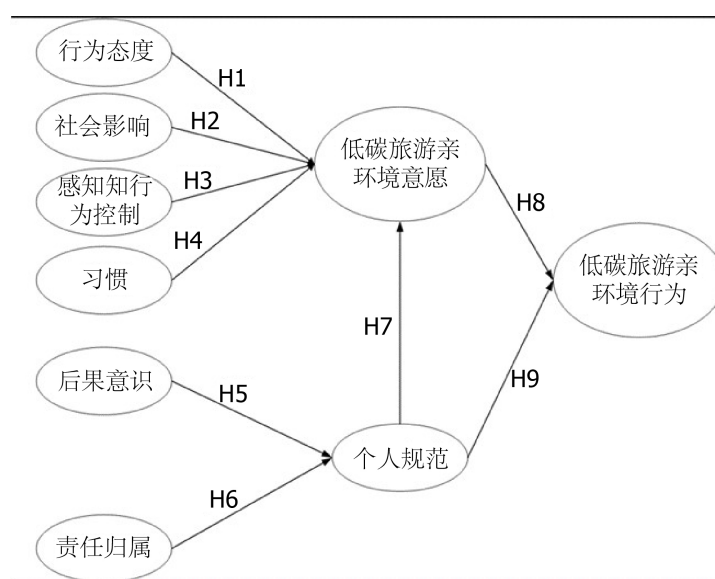 行为态度
H1
社会影响
H2
感知知行
为控制
H3
习惯
H4
低碳旅游亲
环境意愿
H8
低碳旅游亲
环境行为
H7
后果意识
H5
H9
个人规范
H6
责任归属